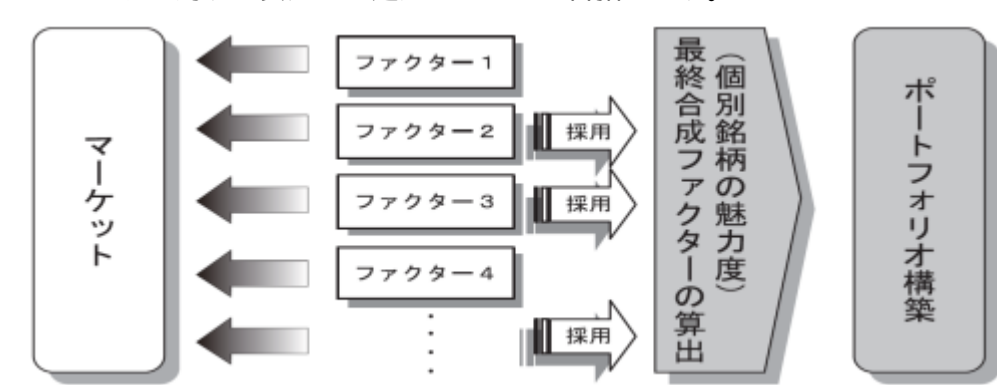 マーケット
ファクター1
ファクター2
ファクター3
ファクター4
採用
採用
採用
最終合成ファクターの算出
(個別銘柄の魅力度)
ポートフォリオ構築